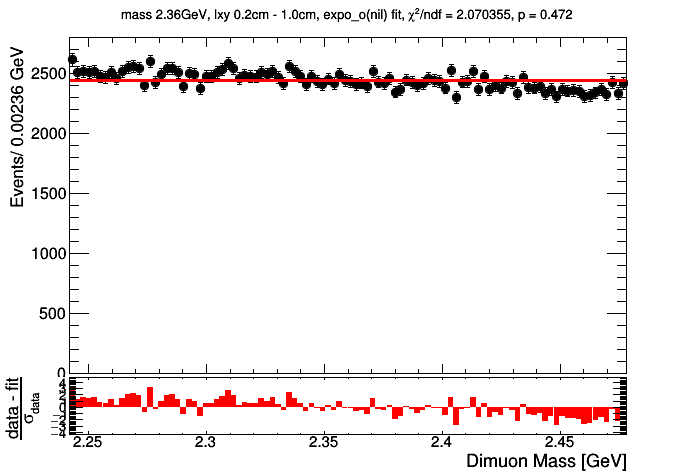 mass 2.36GeV, lxy 0.2cm - 1.0cm, expo_o(nil) fit, χ²/ndf = 2.070355, p = 0.472
Events/ 0.00236 GeV
2500
2000
1500
1000
500
0
data - fit
σdata
4
2
0
2.25 2.3 2.35 2.4 2.45
Dimuon Mass [GeV]